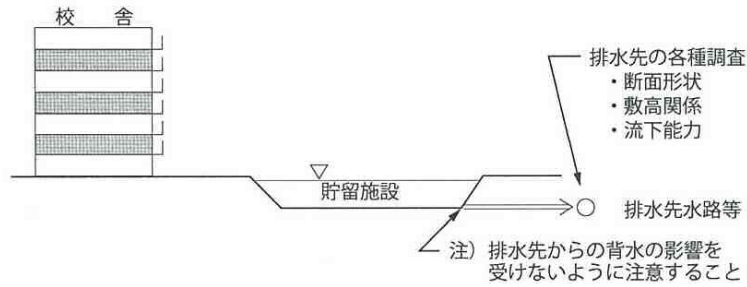 校　舎
排水先の各種調査
・断面形状
・敷高関係
・流下能力
貯留施設
排水先水路等
注）排水先からの背水の影響を
受けないように注意すること